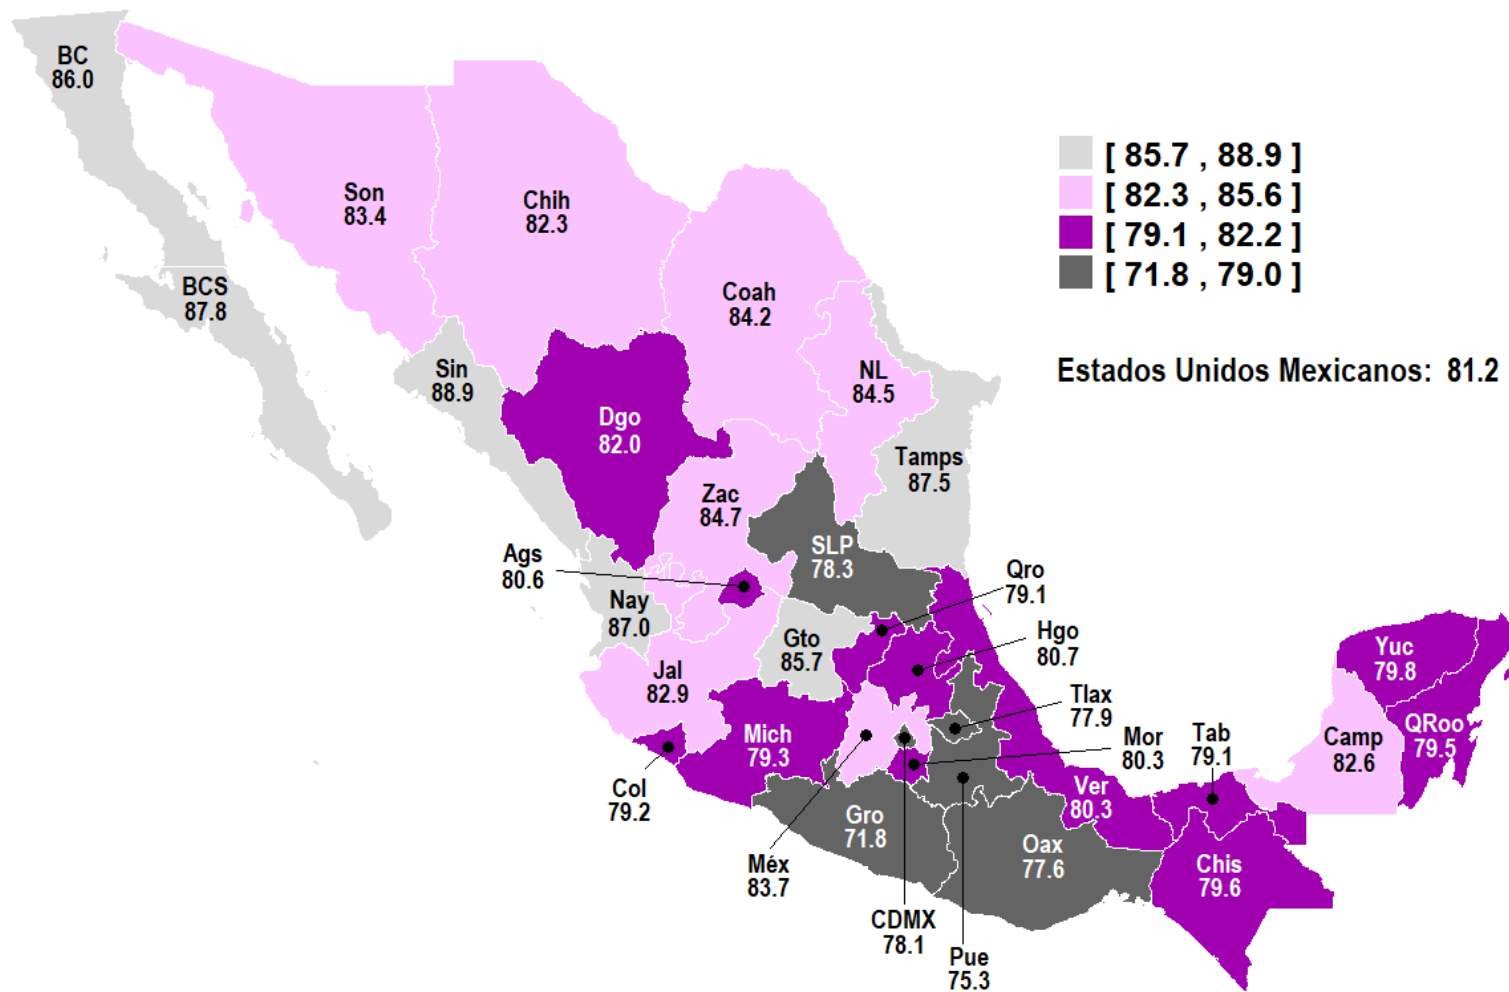 BC
86.0
Son
83.4
Chih
82.3
[ 85.7 , 88.9 ]
[ 82.3 , 85.6 ]
[ 79.1 , 82.2 ]
[ 71.8 , 79.0 ]
BCS
87.8
Coah
84.2
Sin
88.9
NL
84.5
Estados Unidos Mexicanos: 81.2
Dgo
82.0
Tamps
87.5
Zac
84.7
SLP
78.3
Ags
80.6
Qro
79.1
Nay
87.0
Gto
85.7
Hgo
80.7
Yuc
79.8
Jal
82.9
Tlax
77.9
QRoo
79.5
Mich
79.3
Mor
80.3
Tab
79.1
Camp
82.6
Col
79.2
Ver
80.3
Gro
71.8
Oax
77.6
Méx
83.7
Chis
79.6
CDMX
78.1
Pue
75.3